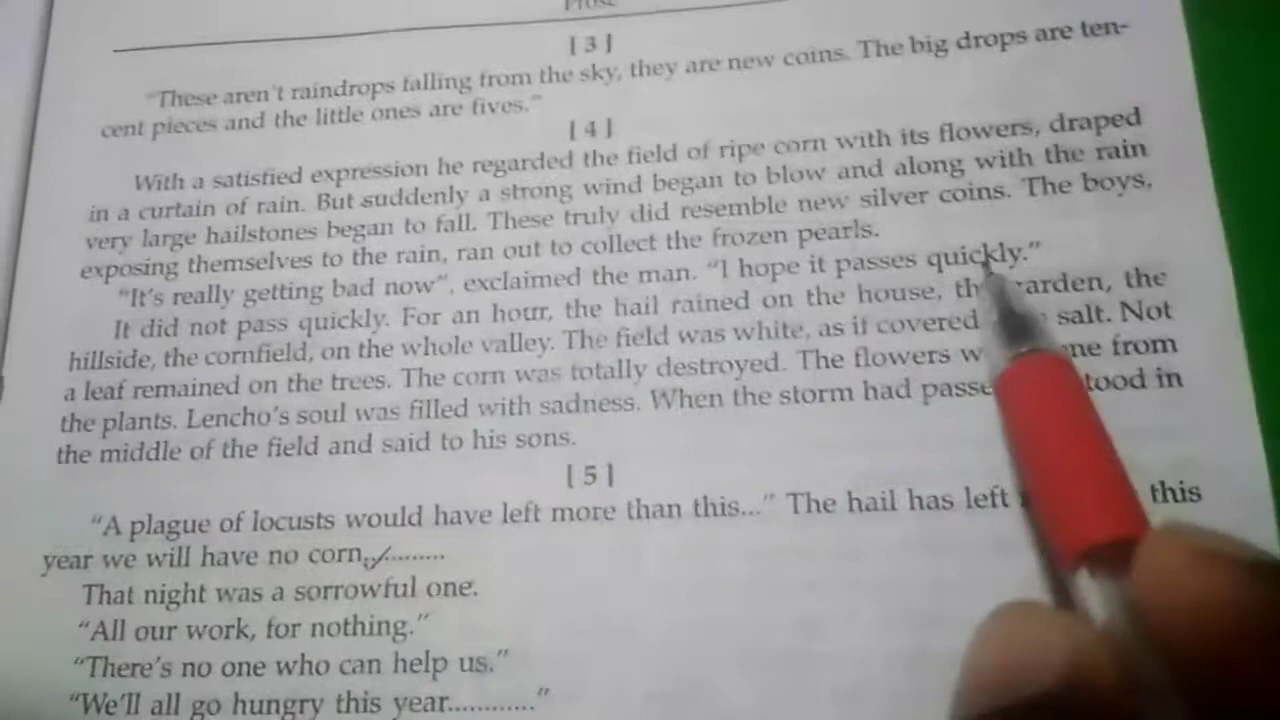 Prose
[ 3 ]
"These aren't raindrops falling from the sky, they are new coins. The big drops are ten-
cent pieces and the little ones are fives."
[ 4 ]
With a satisfied expression he regarded the field of ripe corn with its flowers, draped
in a curtain of rain. But suddenly a strong wind began to blow and along with the rain
very large hailstones began to fall. These truly did resemble new silver coins. The boys,
exposing themselves to the rain, ran out to collect the frozen pearls.
"It's really getting bad now", exclaimed the man. "I hope it passes quickly."
It did not pass quickly. For an hour, the hail rained on the house, the garden, the
hillside, the cornfield, on the whole valley. The field was white, as if covered salt. Not
a leaf remained on the trees. The corn was totally destroyed. The flowers from
the plants. Lencho's soul was filled with sadness. When the storm had stood in
the middle of the field and said to his sons.
[ 5 ]
"A plague of locusts would have left more than this..." The hail has left this
year we will have no corn,..........
That night was a sorrowful one.
"All our work, for nothing."
"There's no one who can help us."
"We'll all go hungry this year............"